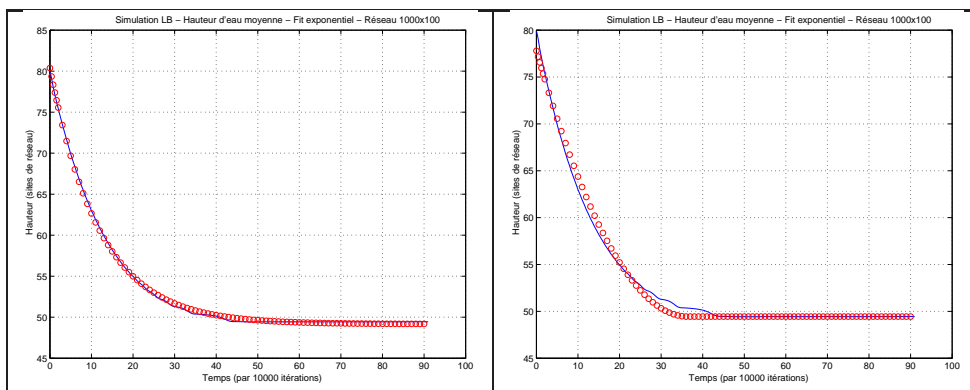 Simulation LB – Hauteur d'eau moyenne – Fit exponentiel – Réseau 1000x100
85
80
75
70
65
60
55
50
45
Hauteur (sites de réseau)
0 10 20 30 40 50 60 70 80 90 100
Temps (par 10000 itérations)
Simulation LB – Hauteur d'eau moyenne – Fit exponentiel – Réseau 1000x100
80
75
70
65
60
55
50
45
Hauteur (sites de réseau)
0 10 20 30 40 50 60 70 80 90 100
Temps (par 10000 itérations)